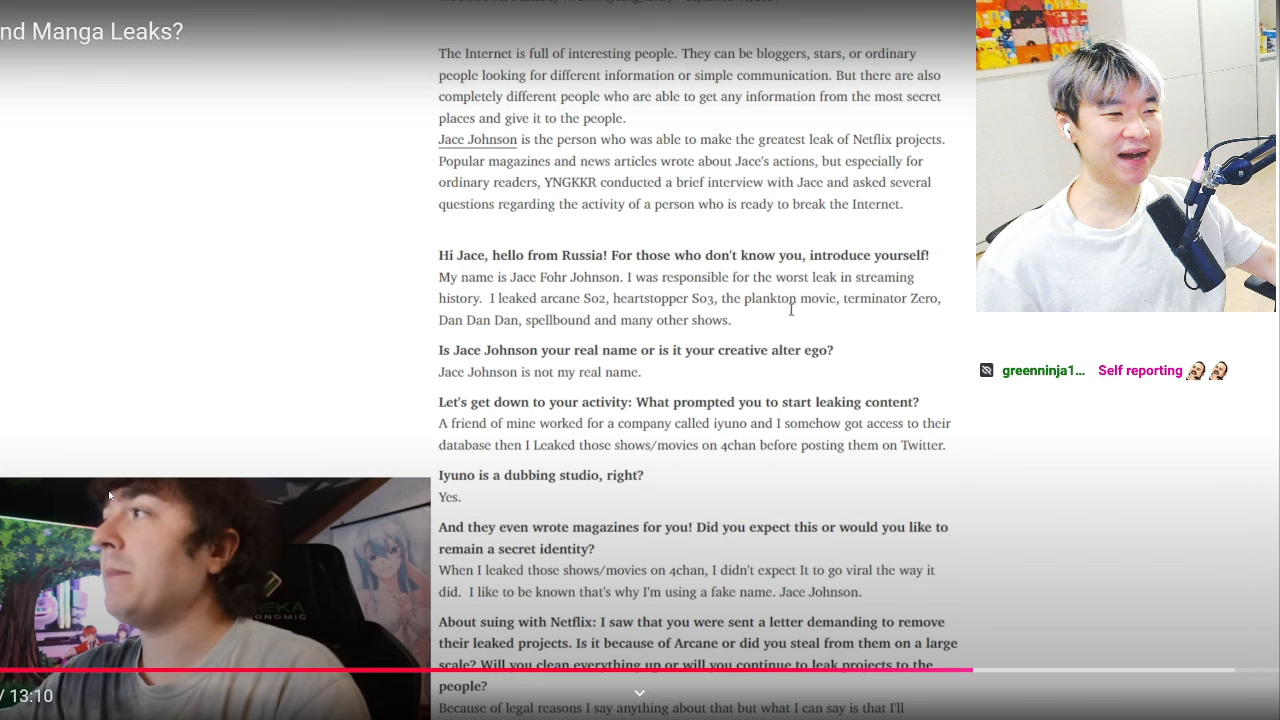 nd Manga Leaks?
The Internet is full of interesting people. They can be bloggers, stars, or ordinary
people looking for different information or simple communication. But there are also
completely different people who are able to get any information from the most secret
places and give it to the people.
Jace Johnson is the person who was able to make the greatest leak of Netflix projects.
Popular magazines and news articles wrote about Jace's actions, but especially for
ordinary readers, YNGKKR conducted a brief interview with Jace and asked several
questions regarding the activity of a person who is ready to break the Internet.
Hi Jace, hello from Russia! For those who don't know you, introduce yourself!
My name is Jace Fohr Johnson. I was responsible for the worst leak in streaming
history.  I leaked arcane S02, heartstopper S03, the plankton movie, terminator Zero,
Dan Dan Dan, spellbound and many other shows.
Is Jace Johnson your real name or is it your creative alter ego?
Jace Johnson is not my real name.
Let's get down to your activity: What prompted you to start leaking content?
A friend of mine worked for a company called iyuno and I somehow got access to their
database then I Leaked those shows/movies on 4chan before posting them on Twitter.
Iyuno is a dubbing studio, right?
Yes.
And they even wrote magazines for you! Did you expect this or would you like to
remain a secret identity?
When I leaked those shows/movies on 4chan, I didn't expect It to go viral the way it
did.  I like to be known that's why I'm using a fake name. Jace Johnson.
About suing with Netflix: I saw that you were sent a letter demanding to remove
their leaked projects. Is it because of Arcane or did you steal from them on a large
scale? Will you clean everything up or will you continue to leak projects to the
people?
Because of legal reasons I say anything about that but what I can say is that I'll
greenninja1... Self reporting
EKA
ONOMIC
/ 13:10